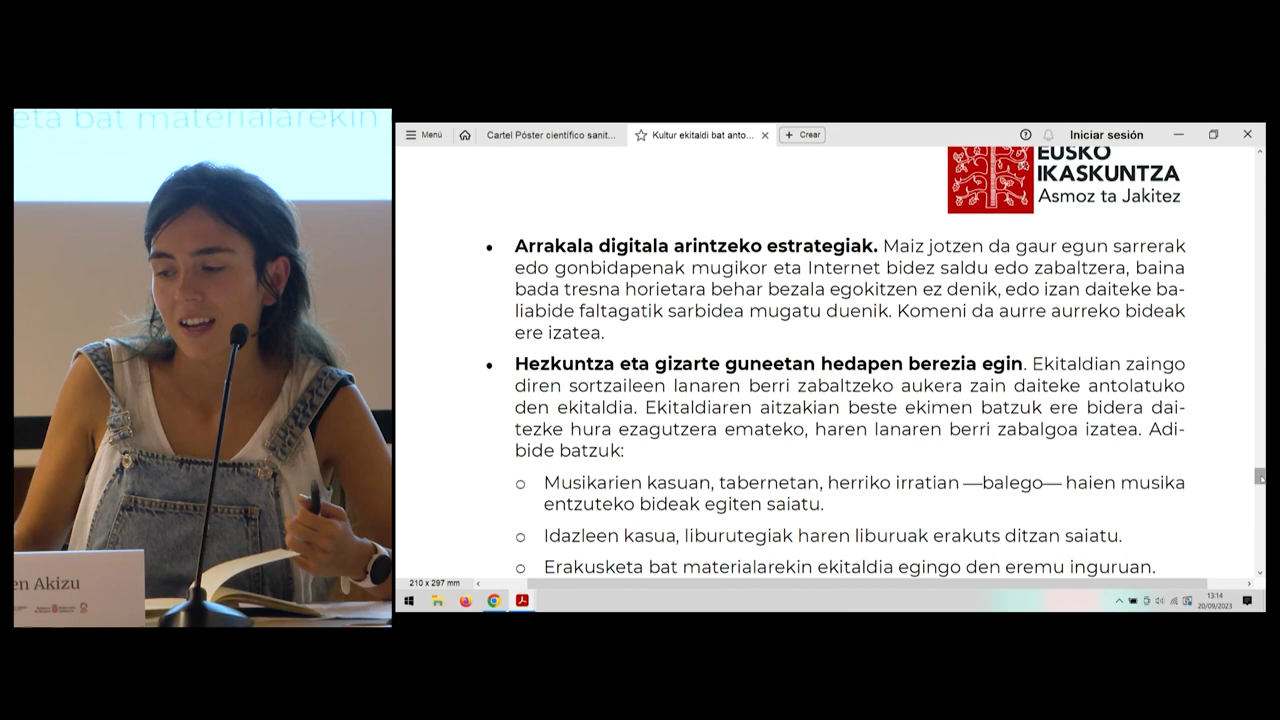 eta bat materialarekin
en Akizu
Menú
Cartel Póster científico sanit...
Kultur ekitaldi bat anto...
Crear
Iniciar sesión
EUSKO
IKASKUNTZA
Asmoz ta Jakitez
• Arrakala digitala arintzeko estrategiak. Maiz jotzen da gaur egun sarrerak
edo gonbidapenak mugikor eta Internet bidez saldu edo zabaltzera, baina
bada tresna horietara behar bezala egokitzen ez denik, edo izan daiteke ba-
liabide faltagatik sarbidea mugatu duenik. Komeni da aurre aurreko bideak
ere izatea.
• Hezkuntza eta gizarte guneetan hedapen berezia egin. Ekitaldian zaingo
diren sortzaileen lanaren berri zabaltzeko aukera zain daiteke antolatuko
den ekitaldia. Ekitaldiaren aitzakian beste ekimen batzuk ere bidera dai-
tezke hura ezagutzera emateko, haren lanaren berri zabalgoa izatea. Adi-
bide batzuk:
○ Musikarien kasuan, tabernetan, herriko irratian —balego— haien musika
entzuteko bideak egiten saiatu.
○ Idazleen kasua, liburutegiak haren liburuak erakuts ditzan saiatu.
○ Erakusketa bat materialarekin ekitaldia egingo den eremu inguruan.
210 x 297 mm
13:14
20/09/2023